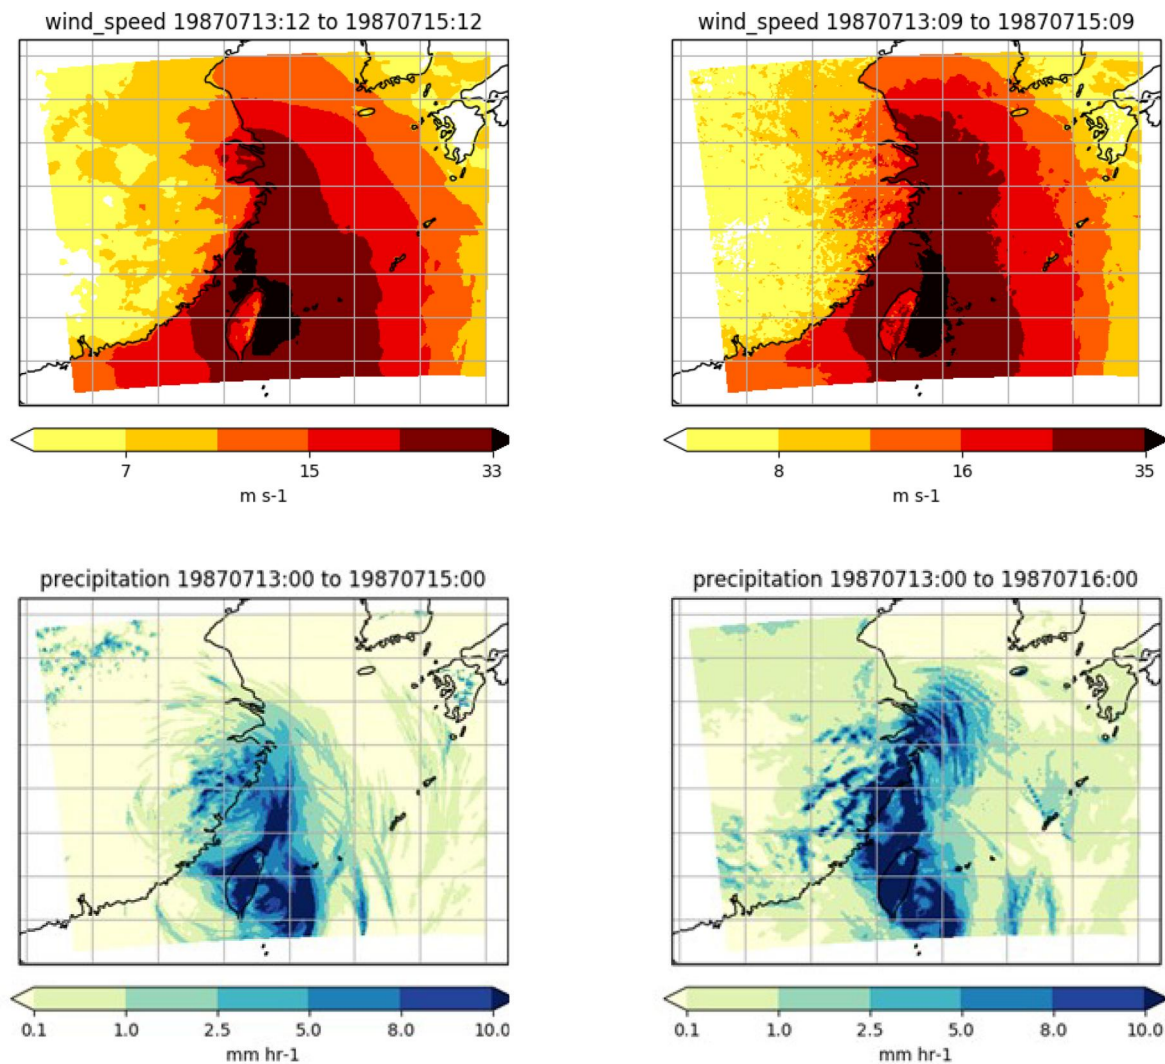 wind_speed 19870713:12 to 19870715:12
7 15 33
m s-1
wind_speed 19870713:09 to 19870715:09
8 16 35
m s-1
precipitation 19870713:00 to 19870715:00
0.1 1.0 2.5 5.0 8.0 10.0
mm hr-1
precipitation 19870713:00 to 19870716:00
0.1 1.0 2.5 5.0 8.0 10.0
mm hr-1